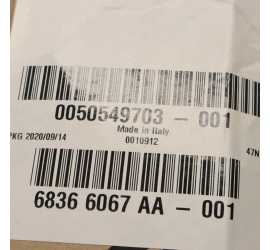 0050549703 - 001
Made in Italy
PKG 2020/09/14
0010912
47N
6836 6067 AA - 001